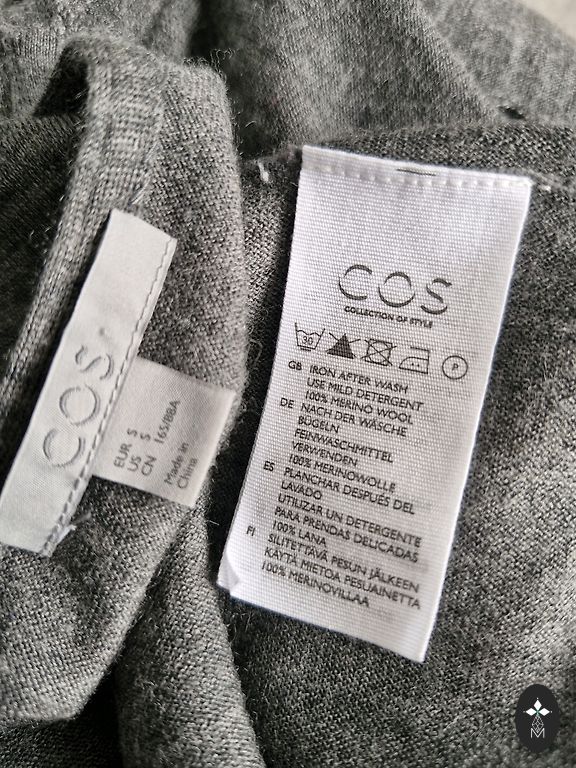 COS
EUR S
US S
CN 165/88A
Made in
China
COS
COLLECTION OF STYLE
30
P
GB IRON AFTER WASH
USE MILD DETERGENT
100% MERINO WOOL
DE NACH DER WÄSCHE
BÜGELN
FEINWASCHMITTEL
VERWENDEN
100% MERINOWOLLE
ES PLANCHAR DESPUÉS DEL
LAVADO
UTILIZAR UN DETERGENTE
PARA PRENDAS DELICADAS
100% LANA
FI SILITETTÄVÄ PESUN JÄLKEEN
KÄYTÄ MIETOA PESUAINETTA
100% MERINOVILLAA
M